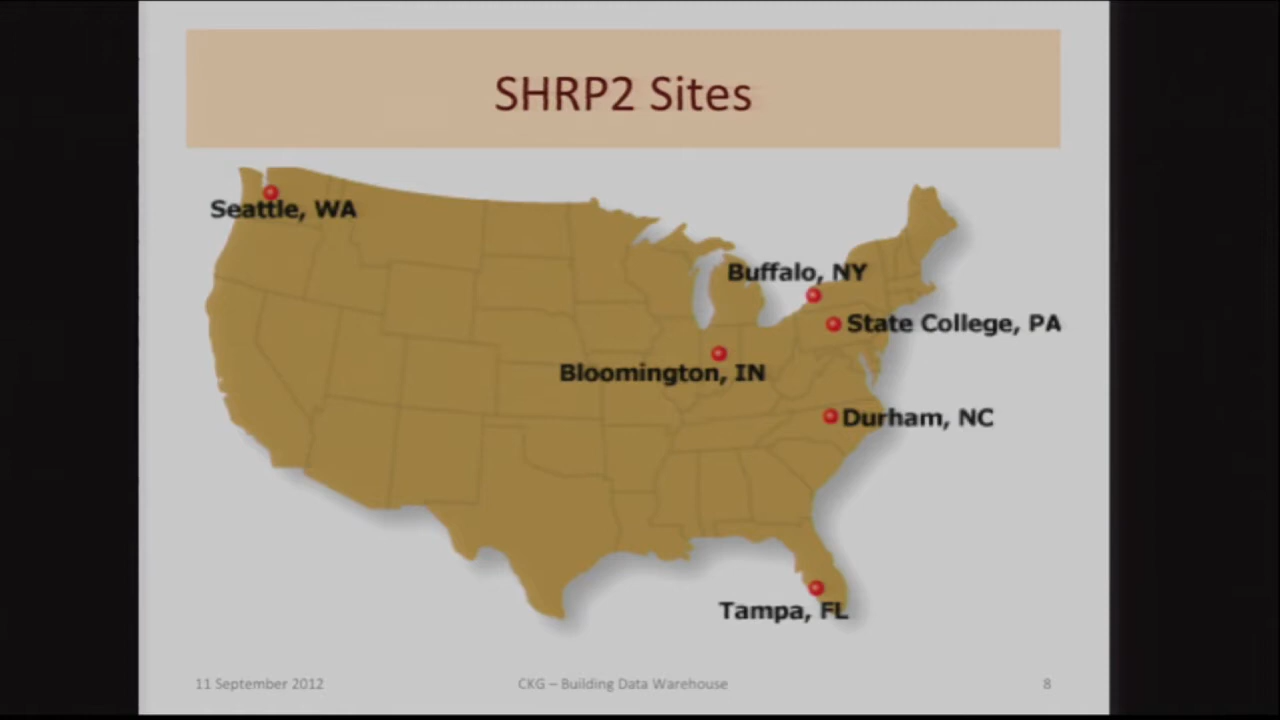 SHRP2 Sites
Seattle, WA
Buffalo, NY
State College, PA
Bloomington, IN
Durham, NC
Tampa, FL
11 September 2012
CKG – Building Data Warehouse
8